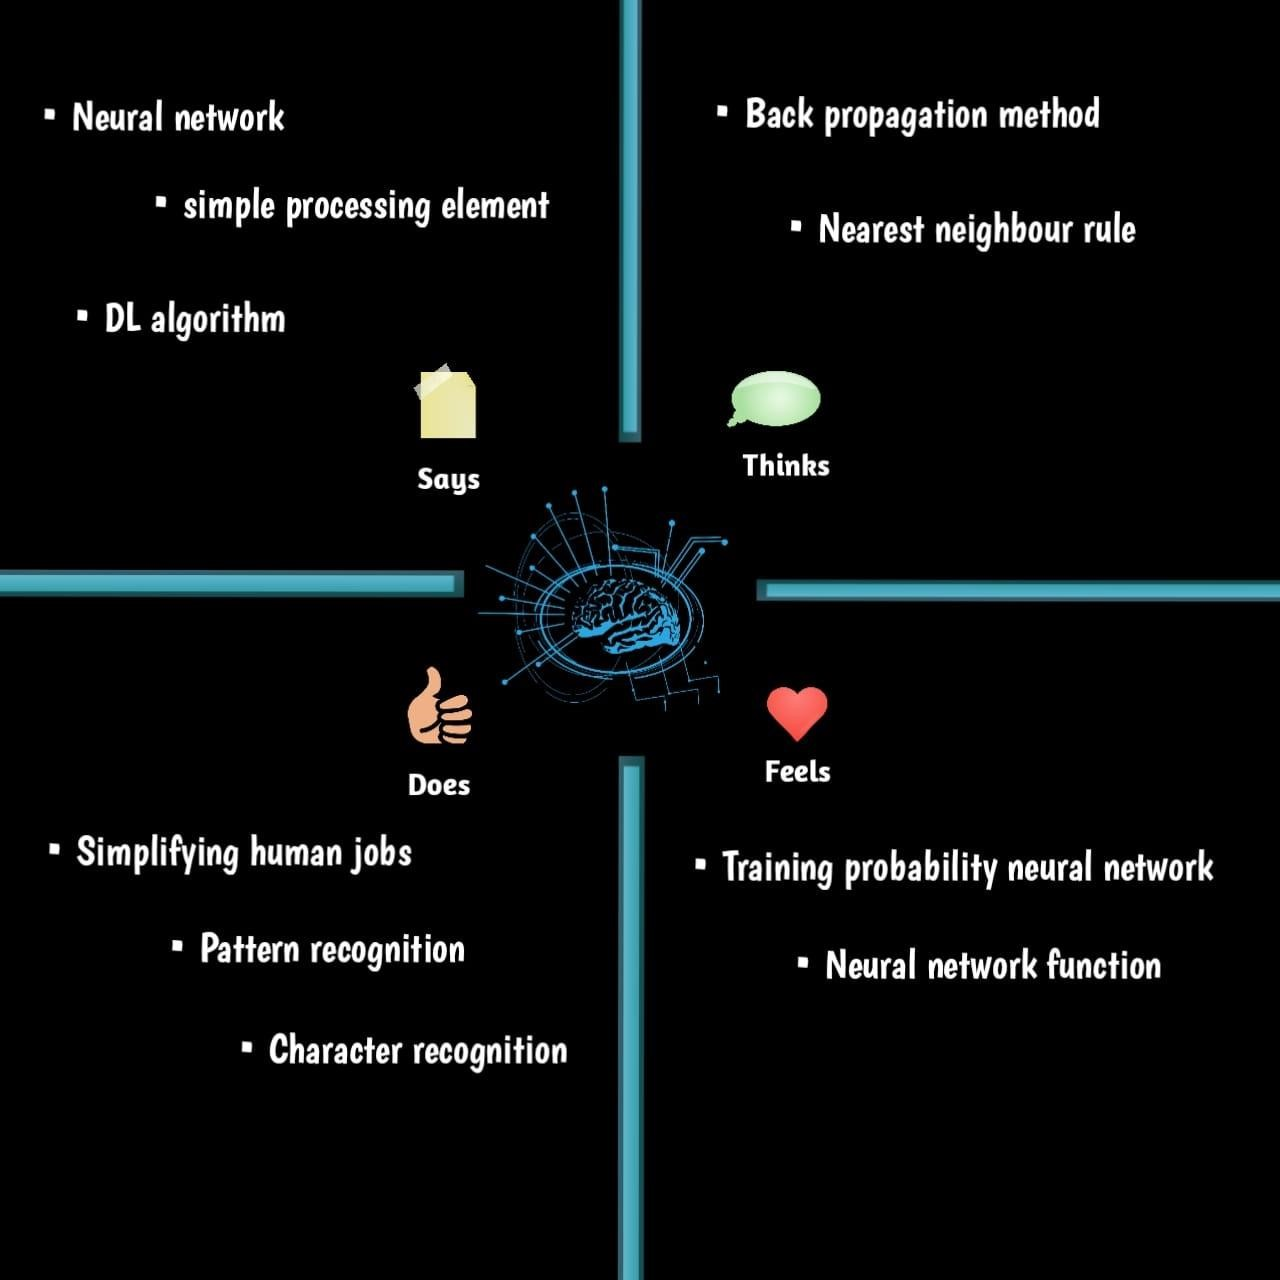 ▪ Neural network
▪ simple processing element
▪ DL algorithm
Says
▪ Back propagation method
▪ Nearest neighbour rule
Thinks
Does
▪ Simplifying human jobs
▪ Pattern recognition
▪ Character recognition
Feels
▪ Training probability neural network
▪ Neural network function